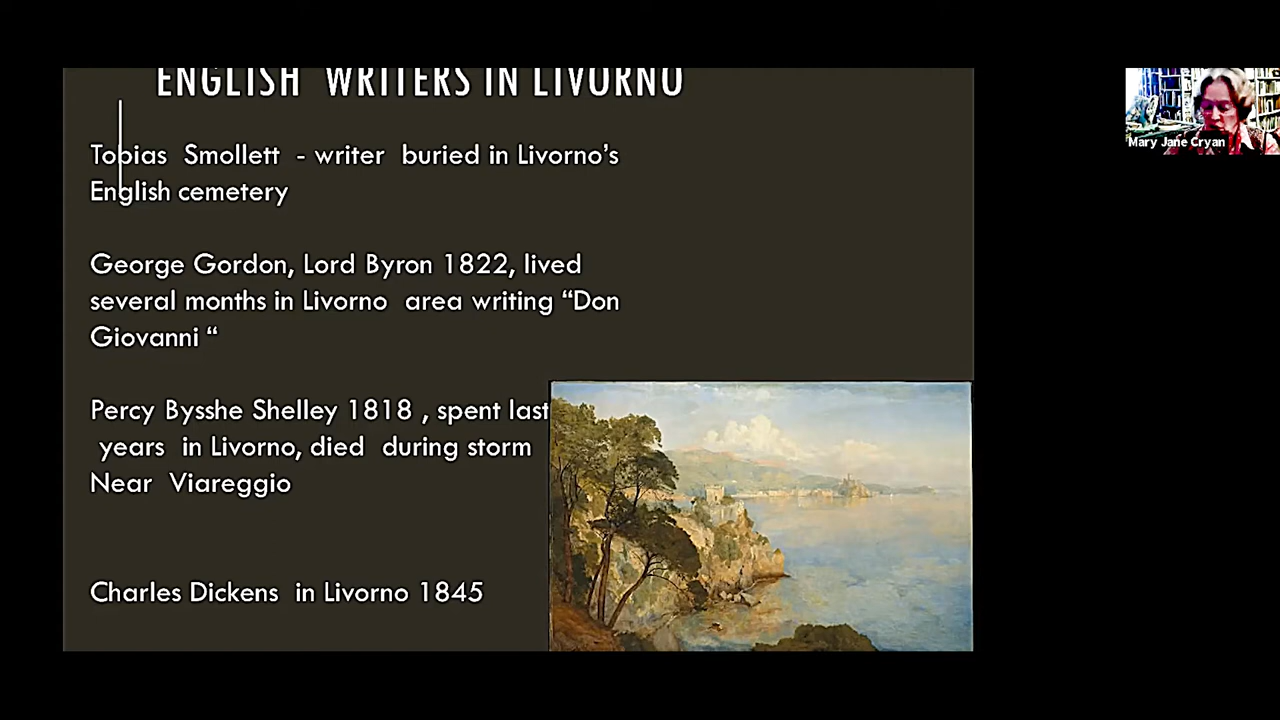 ENGLISH WRITERS IN LIVORNO
Tobias Smollett - writer buried in Livorno's
English cemetery
George Gordon, Lord Byron 1822, lived
several months in Livorno area writing “Don
Giovanni “
Percy Bysshe Shelley 1818 , spent last
years in Livorno, died during storm
Near Viareggio
Charles Dickens in Livorno 1845
Mary Jane Cryan